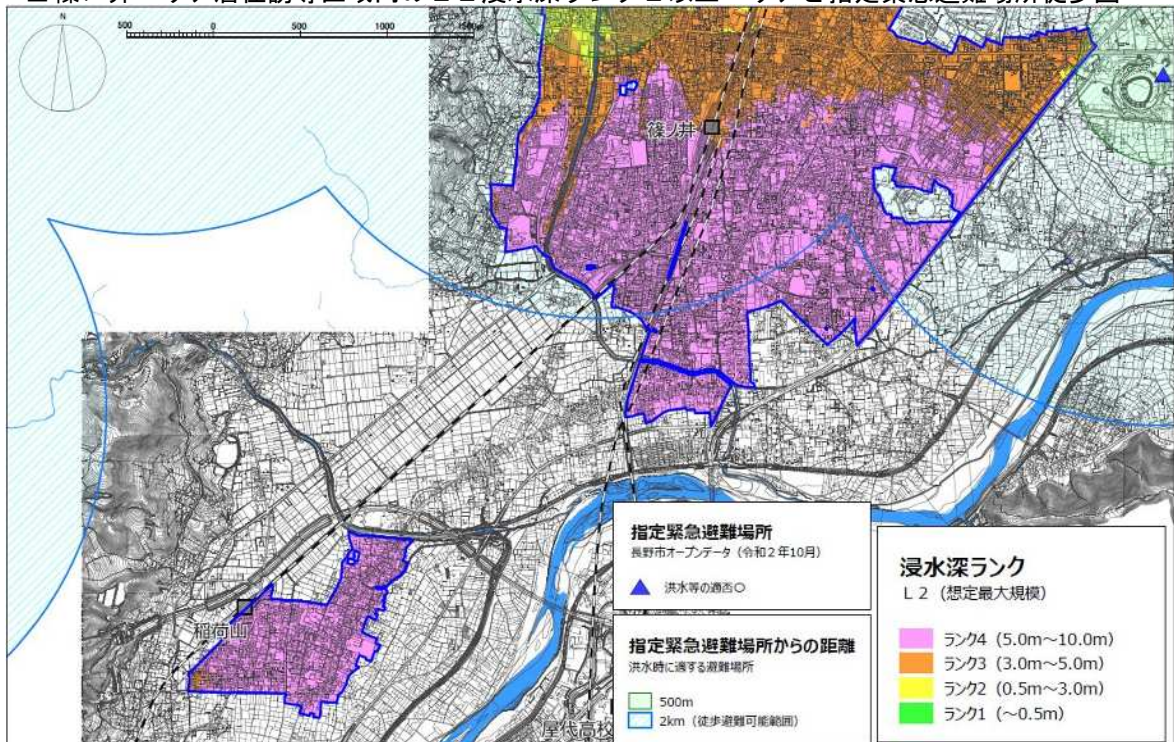 N
500
0
500
1000
1500m
篠ノ井
稲荷山
屋代高校
指定緊急避難場所
長野市オープンデータ（令和２年10月）
洪水等の適否〇
指定緊急避難場所からの距離
洪水時に適する避難場所
500m
2km（徒歩避難可能範囲）
浸水深ランク
Ｌ２（想定最大規模）
ランク4（5.0m～10.0m）
ランク3（3.0m～5.0m）
ランク2（0.5m～3.0m）
ランク1（～0.5m）